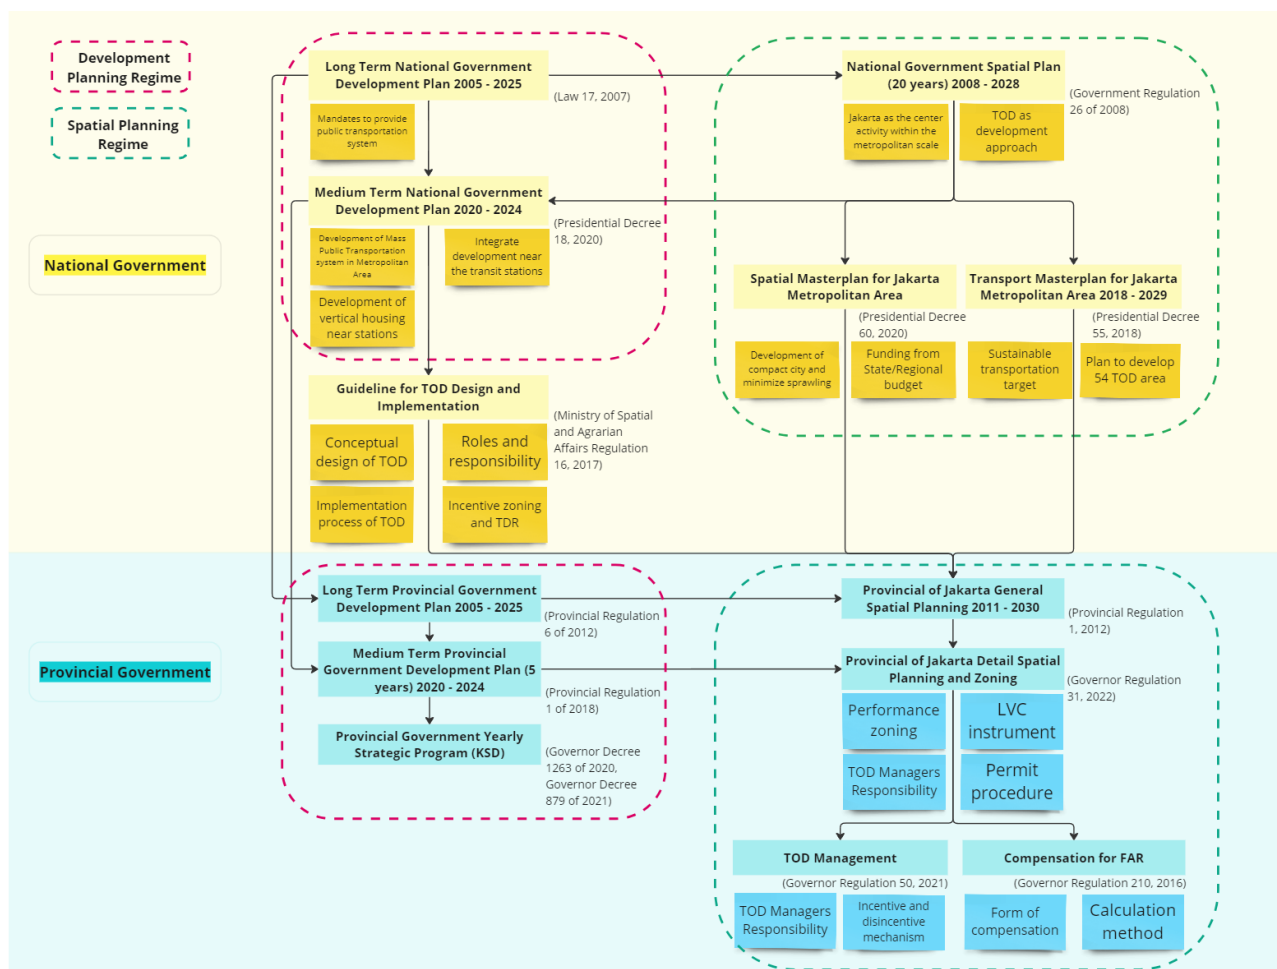 Development
Planning Regime
Spatial Planning
Regime
National Government
Long Term National Government
Development Plan 2005 - 2025
(Law 17, 2007)
Mandates to provide
public transportation
system
Medium Term National Government
Development Plan 2020 - 2024
(Presidential Decree
18, 2020)
Development of Mass
Public Transportation
system in Metropolitan
Area
Integrate
development near
the transit stations
Development of
vertical housing
near stations
Guideline for TOD Design and
Implementation
(Ministry of Spatial
and Agrarian
Affairs Regulation
16, 2017)
Conceptual
design of TOD
Roles and
responsibility
Implementation
process of TOD
Incentive zoning
and TDR
National Government Spatial Plan
(20 years) 2008 - 2028
(Government Regulation
26 of 2008)
Jakarta as the center
activity within the
metropolitan scale
TOD as
development
approach
Spatial Masterplan for Jakarta
Metropolitan Area
(Presidential Decree
60, 2020)
Development of
compact city and
minimize sprawling
Funding from
State/Regional
budget
Transport Masterplan for Jakarta
Metropolitan Area 2018 - 2029
(Presidential Decree
55, 2018)
Sustainable
transportation
target
Plan to develop
54 TOD area
Provincial Government
Long Term Provincial Government
Development Plan 2005 - 2025
(Provincial Regulation
6 of 2012)
Medium Term Provincial
Government Development Plan (5
years) 2020 - 2024
(Provincial Regulation
1 of 2018)
Provincial Government Yearly
Strategic Program (KSD)
(Governor Decree
1263 of 2020,
Governor Decree
879 of 2021)
Provincial of Jakarta General
Spatial Planning 2011 - 2030
(Provincial Regulation
1, 2012)
Provincial of Jakarta Detail Spatial
Planning and Zoning
(Governor Regulation
31, 2022)
Performance
zoning
LVC
instrument
TOD Managers
Responsibility
Permit
procedure
TOD Management
(Governor Regulation 50, 2021)
TOD Managers
Responsibility
Incentive and
disincentive
mechanism
Compensation for FAR
(Governor Regulation 210, 2016)
Form of
compensation
Calculation
method